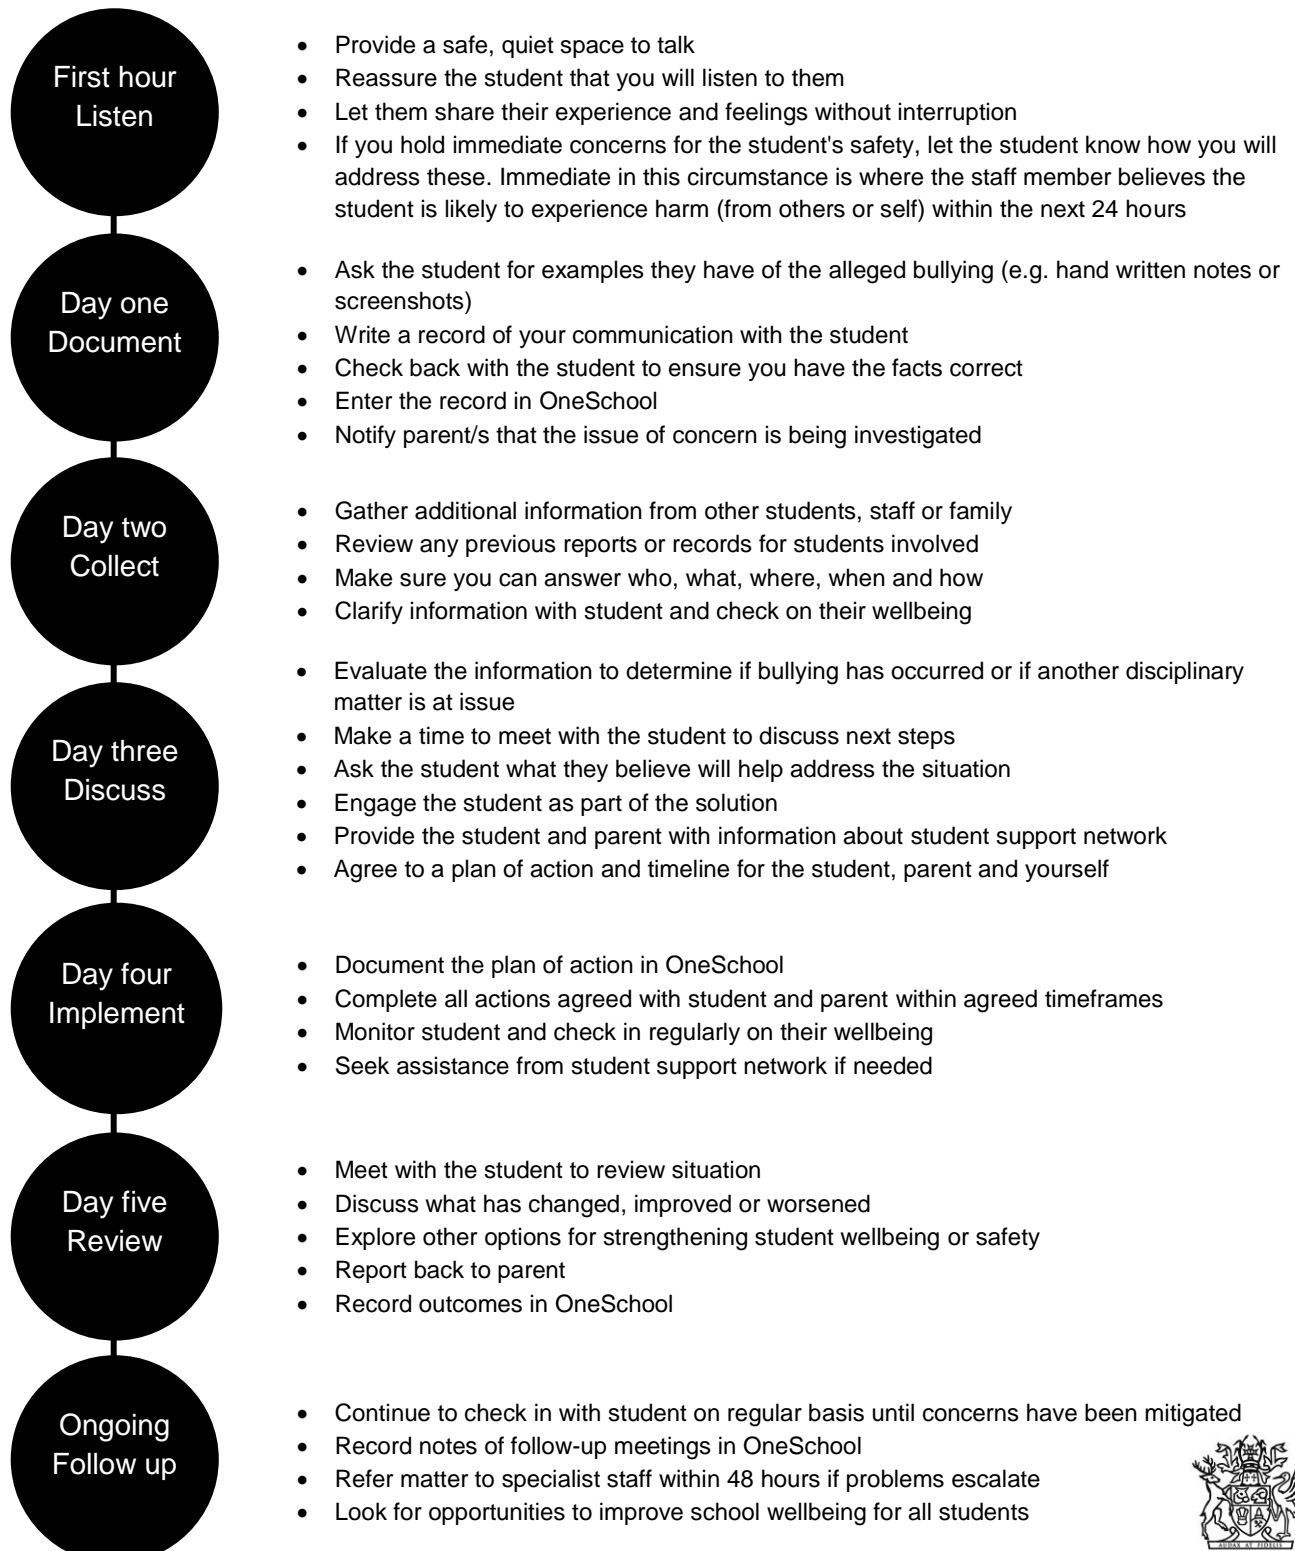 First hour
Listen
• Provide a safe, quiet space to talk
• Reassure the student that you will listen to them
• Let them share their experience and feelings without interruption
• If you hold immediate concerns for the student's safety, let the student know how you will
address these. Immediate in this circumstance is where the staff member believes the
student is likely to experience harm (from others or self) within the next 24 hours
Day one
Document
• Ask the student for examples they have of the alleged bullying (e.g. hand written notes or
screenshots)
• Write a record of your communication with the student
• Check back with the student to ensure you have the facts correct
• Enter the record in OneSchool
• Notify parent/s that the issue of concern is being investigated
Day two
Collect
• Gather additional information from other students, staff or family
• Review any previous reports or records for students involved
• Make sure you can answer who, what, where, when and how
• Clarify information with student and check on their wellbeing
Day three
Discuss
• Evaluate the information to determine if bullying has occurred or if another disciplinary
matter is at issue
• Make a time to meet with the student to discuss next steps
• Ask the student what they believe will help address the situation
• Engage the student as part of the solution
• Provide the student and parent with information about student support network
• Agree to a plan of action and timeline for the student, parent and yourself
Day four
Implement
• Document the plan of action in OneSchool
• Complete all actions agreed with student and parent within agreed timeframes
• Monitor student and check in regularly on their wellbeing
• Seek assistance from student support network if needed
Day five
Review
• Meet with the student to review situation
• Discuss what has changed, improved or worsened
• Explore other options for strengthening student wellbeing or safety
• Report back to parent
• Record outcomes in OneSchool
Ongoing
Follow up
• Continue to check in with student on regular basis until concerns have been mitigated
• Record notes of follow-up meetings in OneSchool
• Refer matter to specialist staff within 48 hours if problems escalate
• Look for opportunities to improve school wellbeing for all students
AUDAX AT FIDELIS